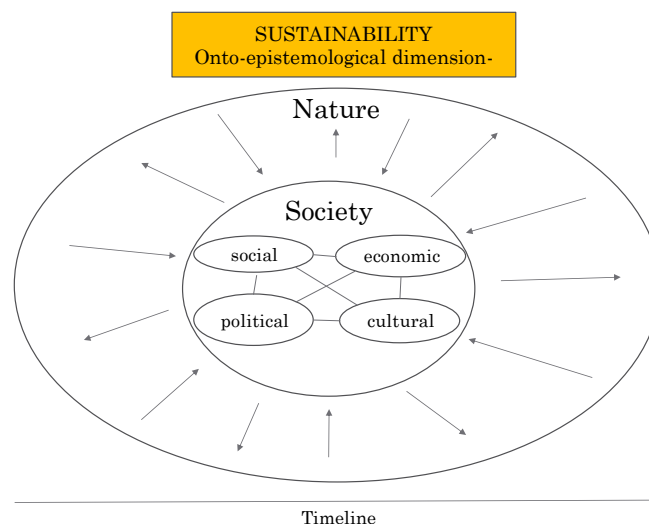 SUSTAINABILITY
Onto-epistemological dimension-
Nature
Society
social
economic
political
cultural
Timeline